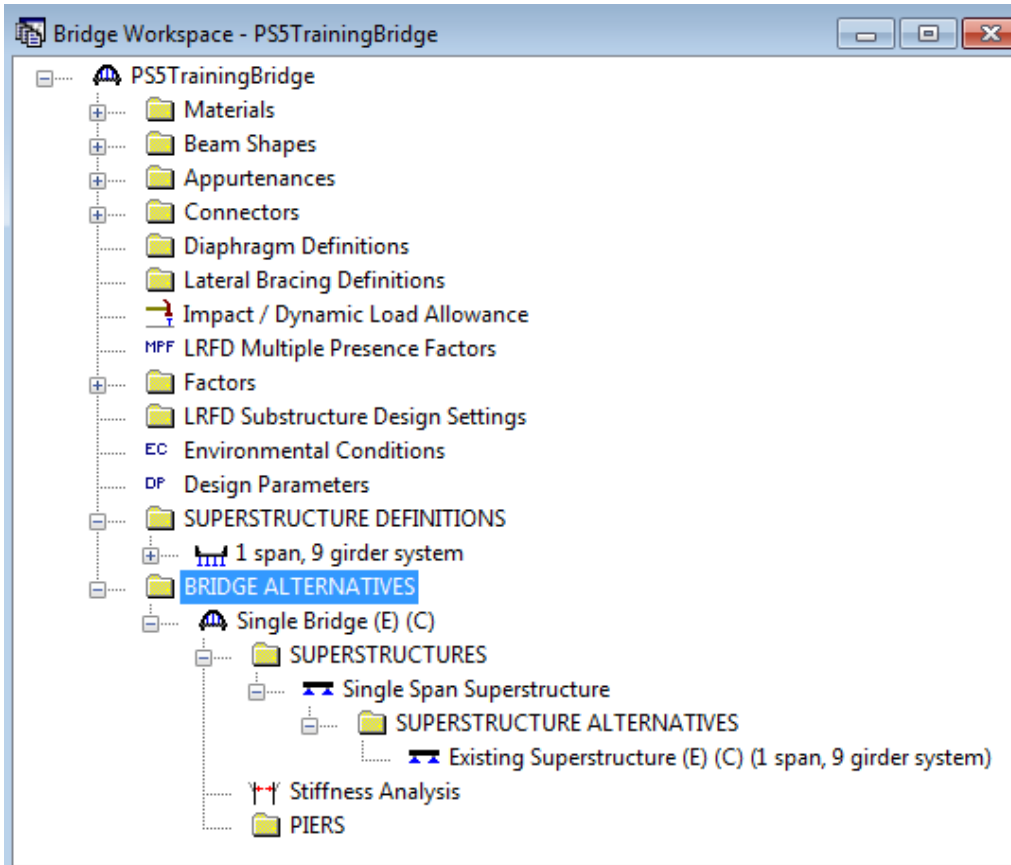 Bridge Workspace - PS5TrainingBridge
PS5TrainingBridge
Materials
Beam Shapes
Appurtenances
Connectors
Diaphragm Definitions
Lateral Bracing Definitions
Impact / Dynamic Load Allowance
MPF LRFD Multiple Presence Factors
Factors
LRFD Substructure Design Settings
EC Environmental Conditions
DP Design Parameters
SUPERSTRUCTURE DEFINITIONS
1 span, 9 girder system
BRIDGE ALTERNATIVES
Single Bridge (E) (C)
SUPERSTRUCTURES
Single Span Superstructure
SUPERSTRUCTURE ALTERNATIVES
Existing Superstructure (E) (C) (1 span, 9 girder system)
Stiffness Analysis
PIERS